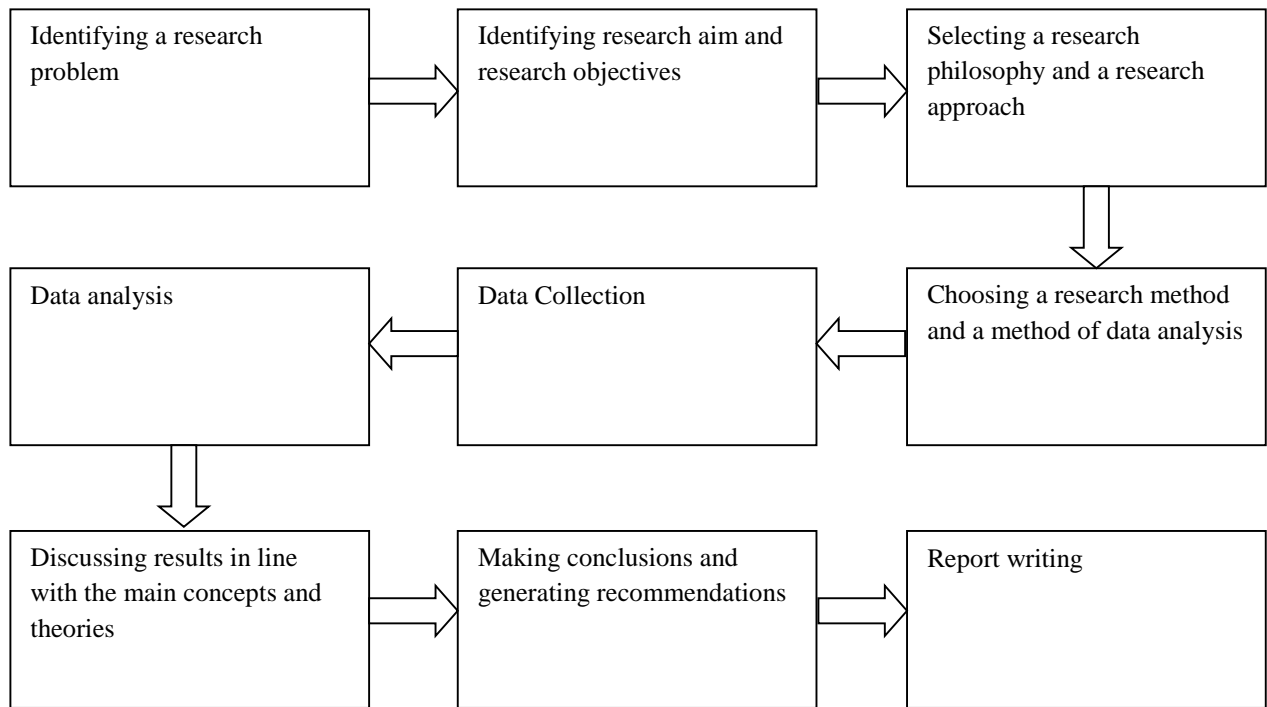 Identifying a research
problem
Identifying research aim and
research objectives
Selecting a research
philosophy and a research
approach
Choosing a research method
and a method of data analysis
Data Collection
Data analysis
Discussing results in line
with the main concepts and
theories
Making conclusions and
generating recommendations
Report writing